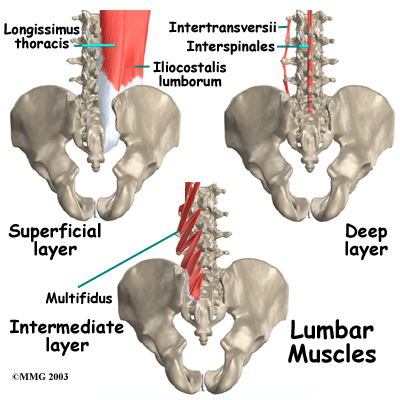 Longissimus
thoracis
Iliocostalis
lumborum
Superficial
layer
Intertransversii
Interspinales
Deep
layer
Multifidus
Intermediate
layer
Lumbar
Muscles
©MMG 2003